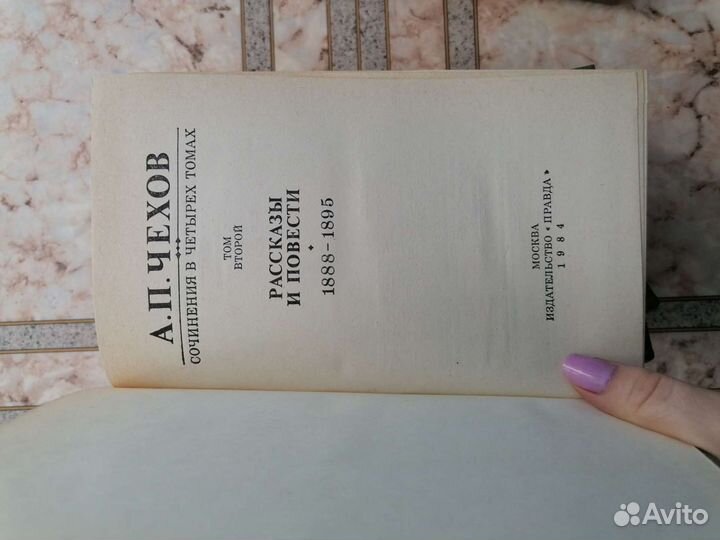 А. П. ЧЕХОВ
СОЧИНЕНИЯ В ЧЕТЫРЕХ ТОМАХ
ТОМ
ВТОРОЙ
РАССКАЗЫ
И ПОВЕСТИ
1888–1895
МОСКВА
ИЗДАТЕЛЬСТВО «ПРАВДА»
1984
Avito